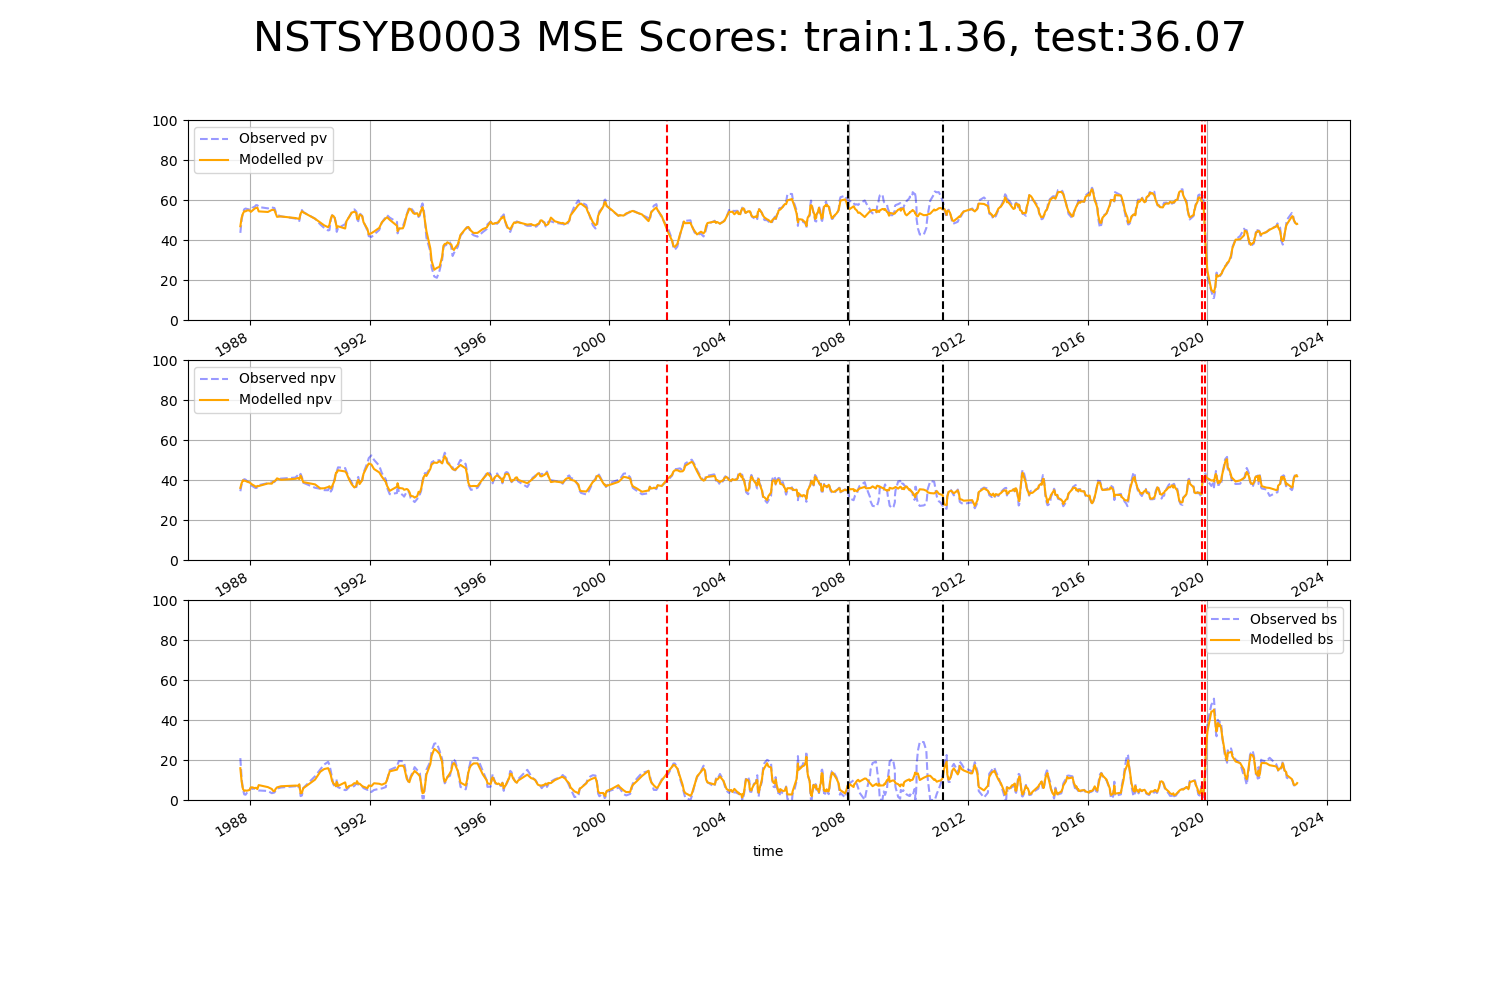 NSTSYB0003 MSE Scores: train:1.36, test:36.07
100
80
60
40
20
0
Observed pv
Modelled pv
1988 1992 1996 2000 2004 2008 2012 2016 2020 2024
100
80
60
40
20
0
Observed npv
Modelled npv
1988 1992 1996 2000 2004 2008 2012 2016 2020 2024
100
80
60
40
20
0
Observed bs
Modelled bs
1988 1992 1996 2000 2004 2008 2012 2016 2020 2024
time